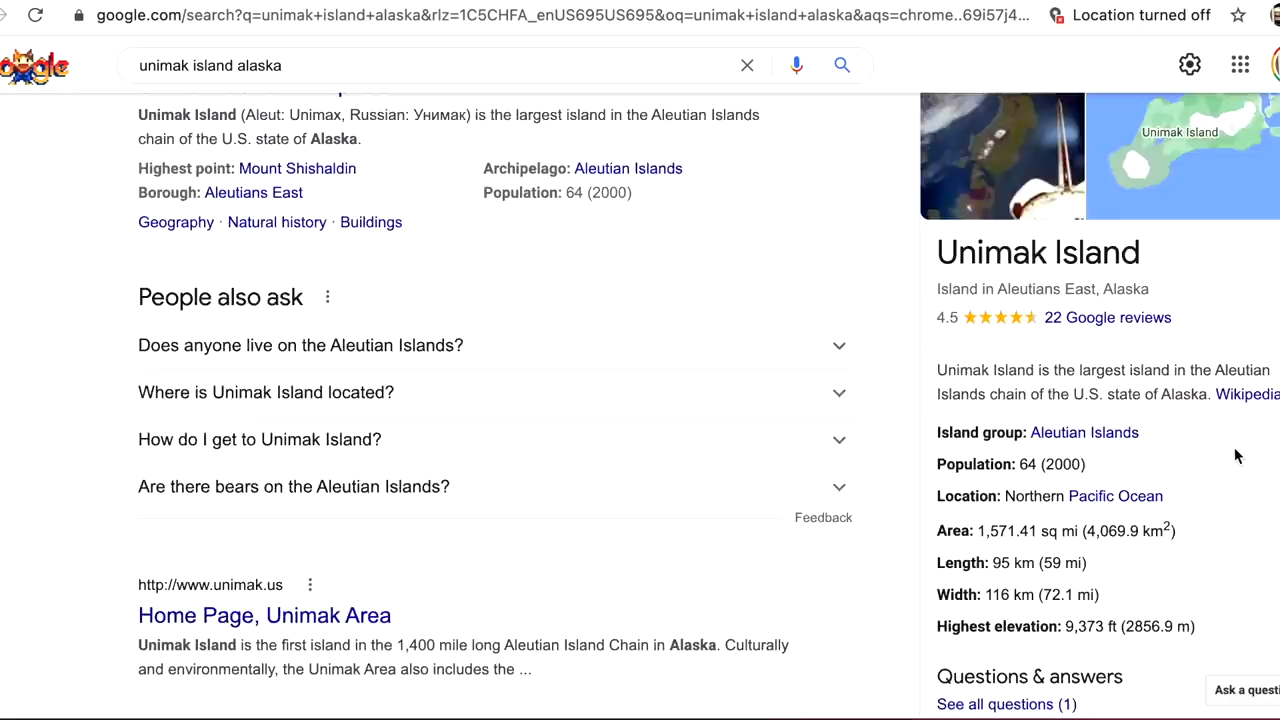 google.com/search?q=unimak+island+alaska&rlz=1C5CHFA_enUS695US695&oq=unimak+island+alaska&aqs=chrome..69i57j4...
Location turned off
unimak island alaska
Unimak Island (Aleut: Unimax, Russian: Унимак) is the largest island in the Aleutian Islands
chain of the U.S. state of Alaska.
Highest point: Mount Shishaldin
Archipelago: Aleutian Islands
Borough: Aleutians East
Population: 64 (2000)
Geography · Natural history · Buildings
People also ask
Does anyone live on the Aleutian Islands?
Where is Unimak Island located?
How do I get to Unimak Island?
Are there bears on the Aleutian Islands?
Feedback
http://www.unimak.us
Home Page, Unimak Area
Unimak Island is the first island in the 1,400 mile long Aleutian Island Chain in Alaska. Culturally
and environmentally, the Unimak Area also includes the ...
Unimak Island
Unimak Island
Island in Aleutians East, Alaska
4.5 22 Google reviews
Unimak Island is the largest island in the Aleutian
Islands chain of the U.S. state of Alaska. Wikipedia
Island group: Aleutian Islands
Population: 64 (2000)
Location: Northern Pacific Ocean
Area: 1,571.41 sq mi (4,069.9 km²)
Length: 95 km (59 mi)
Width: 116 km (72.1 mi)
Highest elevation: 9,373 ft (2856.9 m)
Questions & answers
See all questions (1)
Ask a questi